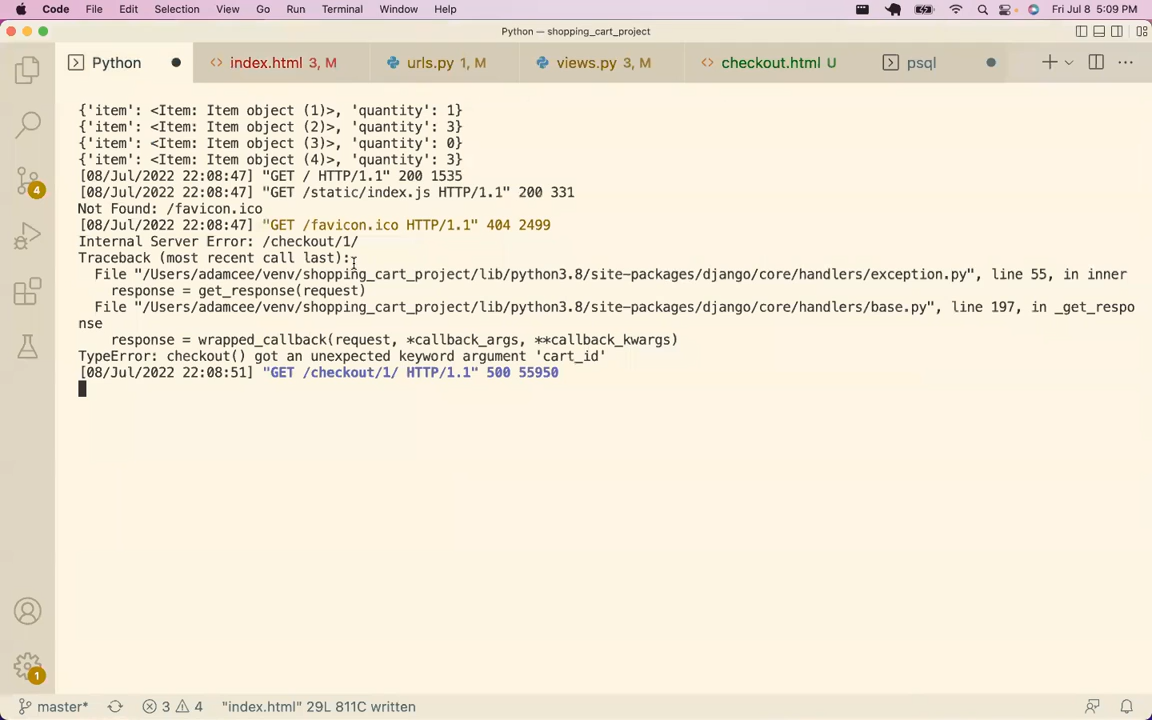 Code File Edit Selection View Go Run Terminal Window Help Fri Jul 8 5:09 PM
Python — shopping_cart_project
Python index.html 3, M urls.py 1, M views.py 3, M checkout.html U psql
{'item': <Item: Item object (1)>, 'quantity': 1}
{'item': <Item: Item object (2)>, 'quantity': 3}
{'item': <Item: Item object (3)>, 'quantity': 0}
{'item': <Item: Item object (4)>, 'quantity': 3}
[08/Jul/2022 22:08:47] "GET / HTTP/1.1" 200 1535
[08/Jul/2022 22:08:47] "GET /static/index.js HTTP/1.1" 200 331
Not Found: /favicon.ico
[08/Jul/2022 22:08:47] "GET /favicon.ico HTTP/1.1" 404 2499
Internal Server Error: /checkout/1/
Traceback (most recent call last):
File "/Users/adamcee/venv/shopping_cart_project/lib/python3.8/site-packages/django/core/handlers/exception.py", line 55, in inner
response = get_response(request)
File "/Users/adamcee/venv/shopping_cart_project/lib/python3.8/site-packages/django/core/handlers/base.py", line 197, in _get_respo
nse
response = wrapped_callback(request, *callback_args, **callback_kwargs)
TypeError: checkout() got an unexpected keyword argument 'cart_id'
[08/Jul/2022 22:08:51] "GET /checkout/1/ HTTP/1.1" 500 55950
4
1
master* 3 4 "index.html" 29L 811C written